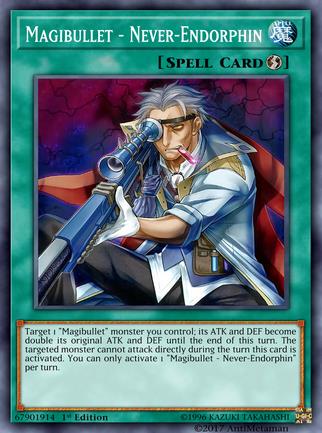 Magibullet - Never-Endorphin
[Spell Card]
Target 1 "Magibullet" monster you control; its ATK and DEF become
double its original ATK and DEF until the end of this turn. The
targeted monster cannot attack directly during the turn this card is
activated. You can only activate 1 "Magibullet - Never-Endorphin"
per turn.
67901914 1st Edition ©1996 KAZUKI TAKAHASHI
©2017 AntiMetaman